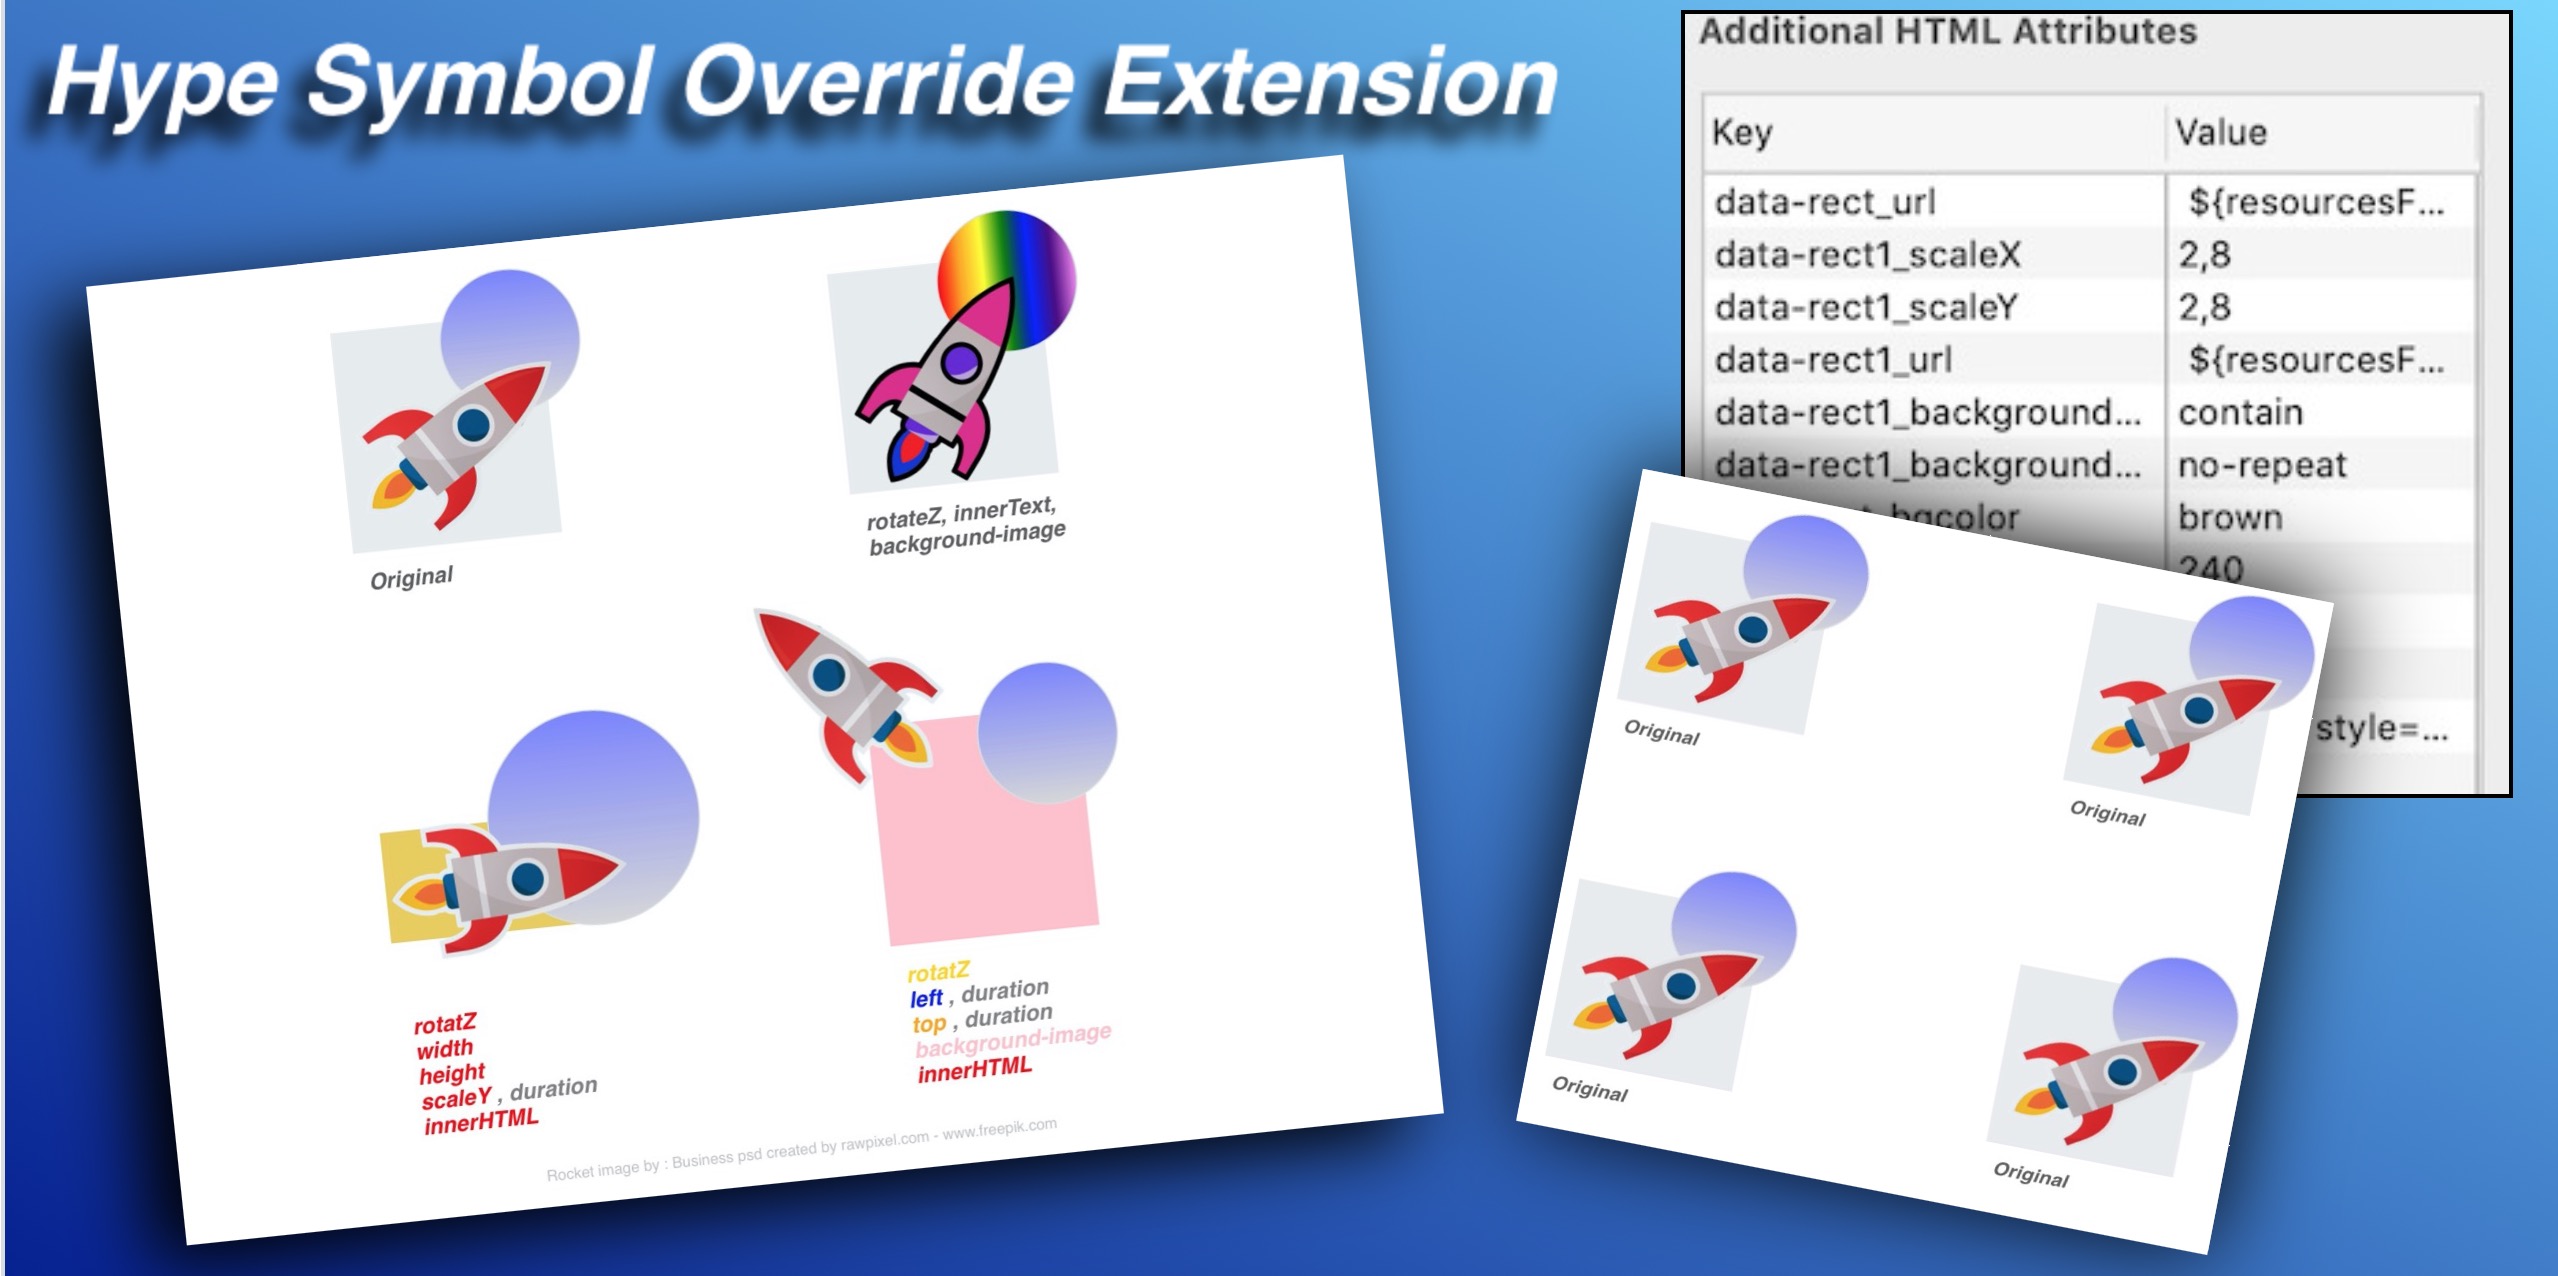 Hype Symbol Override Extension
Original
rotateZ, innerText,
background-image
rotatZ
width
height
scaleY , duration
innerHTML
rotatZ
left , duration
top , duration
background-image
innerHTML
Rocket image by : Business psd created by rawpixel.com - www.freepik.com
Additional HTML Attributes
Key Value
data-rect_url ${resourcesF...
data-rect1_scaleX 2,8
data-rect1_scaleY 2,8
data-rect1_url ${resourcesF...
data-rect1_background... contain
data-rect1_background... no-repeat
bgcolor brown
240
style=...
Original
Original
Original
Original